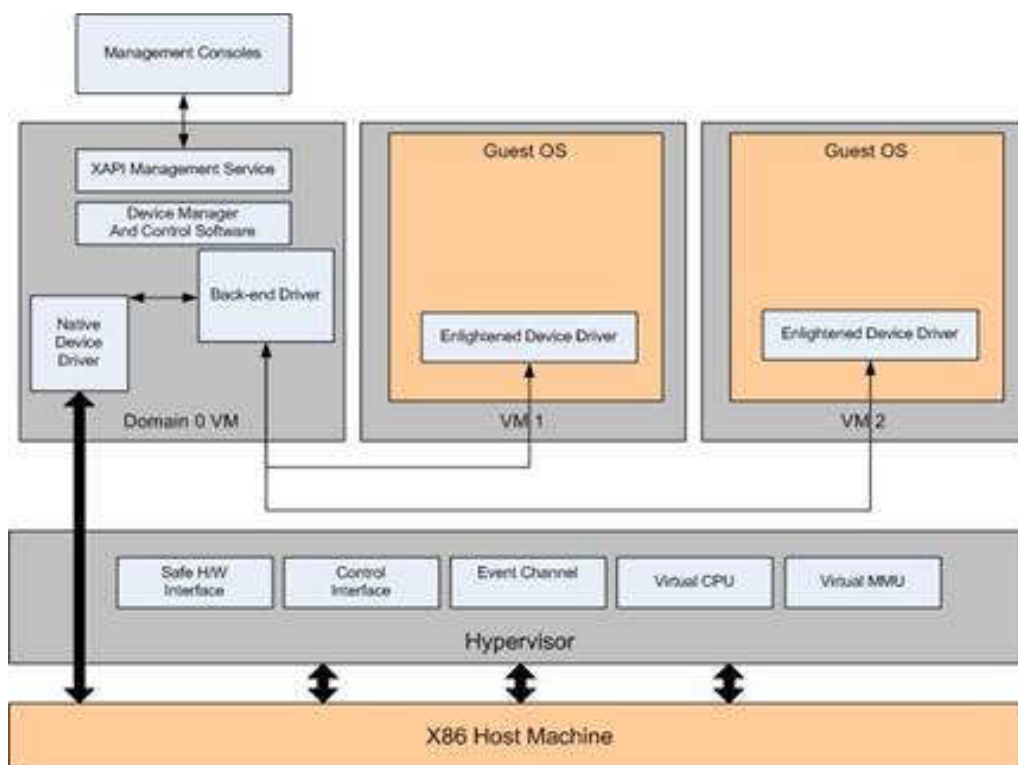 Management Consoles
XAPI Management Service
Device Manager
And Control Software
Back-end Driver
Native
Device
Driver
Domain 0 VM
Guest OS
Enlightened Device Driver
VM 1
Guest OS
Enlightened Device Driver
VM 2
Safe H/W
Interface
Control
Interface
Event Channel
Virtual CPU
Virtual MMU
Hypervisor
X86 Host Machine